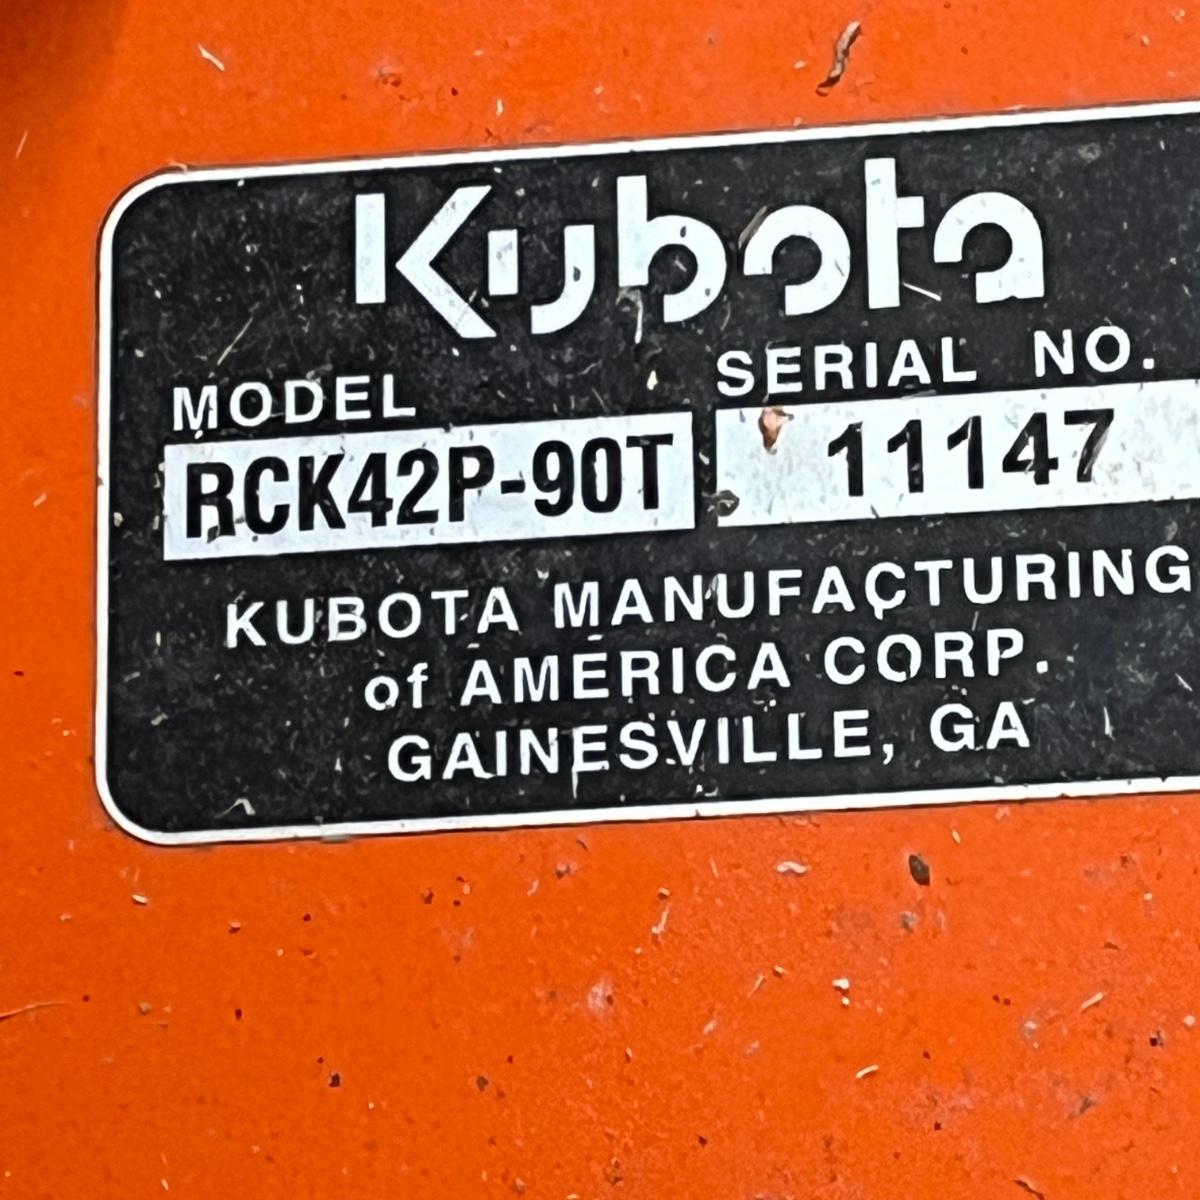 Kubota
MODEL SERIAL NO.
RCK42P-90T 11147
KUBOTA MANUFACTURING
of AMERICA CORP.
GAINESVILLE, GA